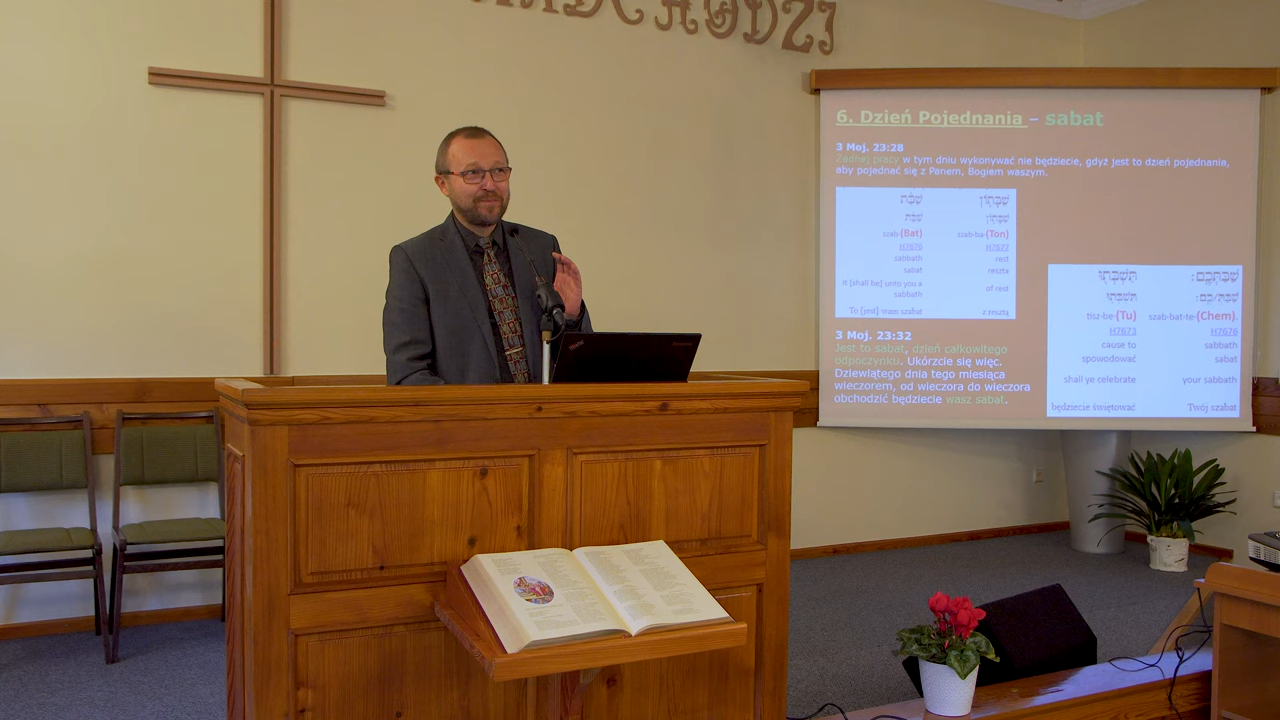 NADCHODZI
6. Dzień Pojednania – sabat
3 Moj. 23:28
Żadnej pracy w tym dniu wykonywać nie będziecie, gdyż jest to dzień pojednania,
aby pojednać się z Panem, Bogiem waszym.
szab-(Bat) szab-ba-(Ton)
H7676 H7677
sabbath rest
sabat reszta
it [shall be] unto you a
sabbath
of rest
To [jest] wam szabat z resztą
3 Moj. 23:32
Jest to sabat, dzień całkowitego
odpoczynku. Ukórzcie się więc.
Dziewiątego dnia tego miesiąca
wieczorem, od wieczora do wieczora
obchodzić będziecie wasz sabat.
tisz-be-(Tu) szab-bat-te-(Chem).
H7673 H7676
cause to sabbath
spowodować sabat
shall ye celebrate your sabbath
będziecie świętować Twój szabat